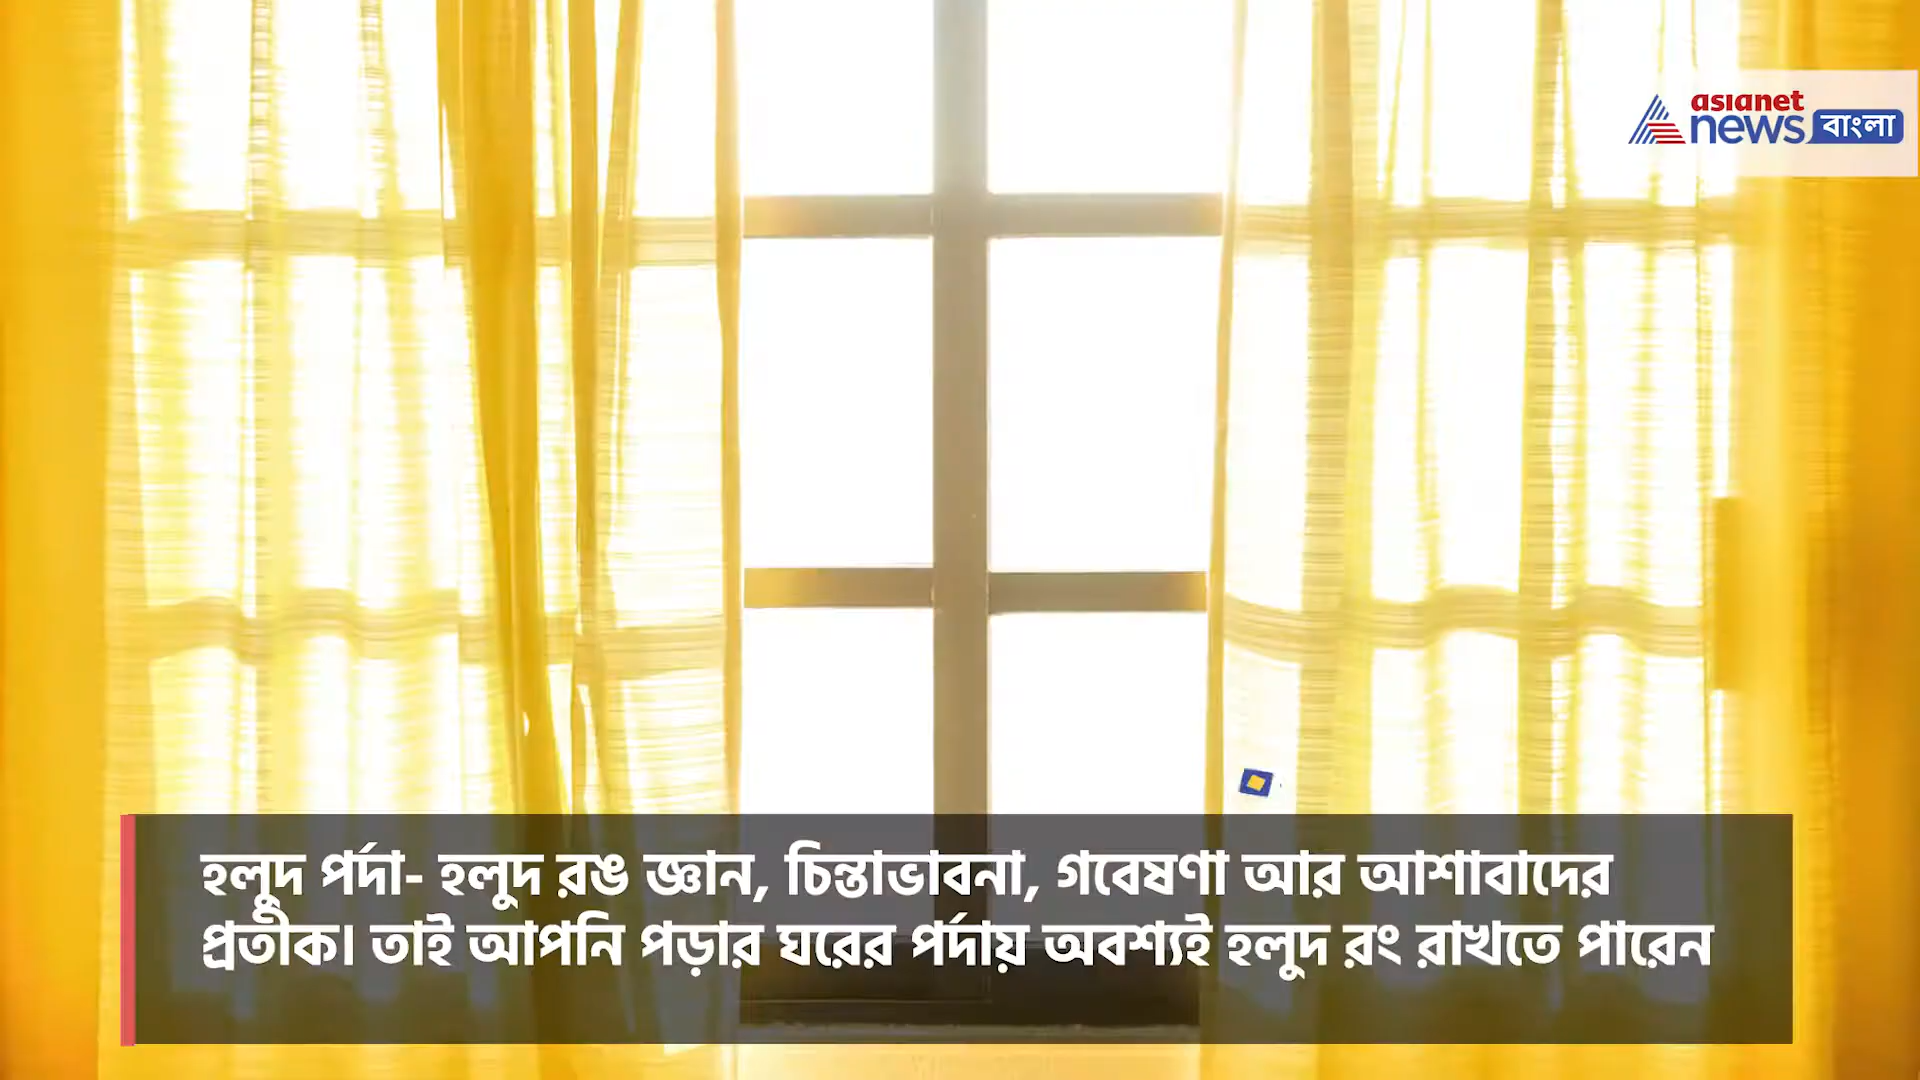 asianet
news বাংলা
হলুদ পর্দা- হলুদ রঙ জ্ঞান, চিন্তাভাবনা, গবেষণা আর আশাবাদের
প্রতীক। তাই আপনি পড়ার ঘরের পর্দায় অবশ্যই হলুদ রং রাখতে পারেন